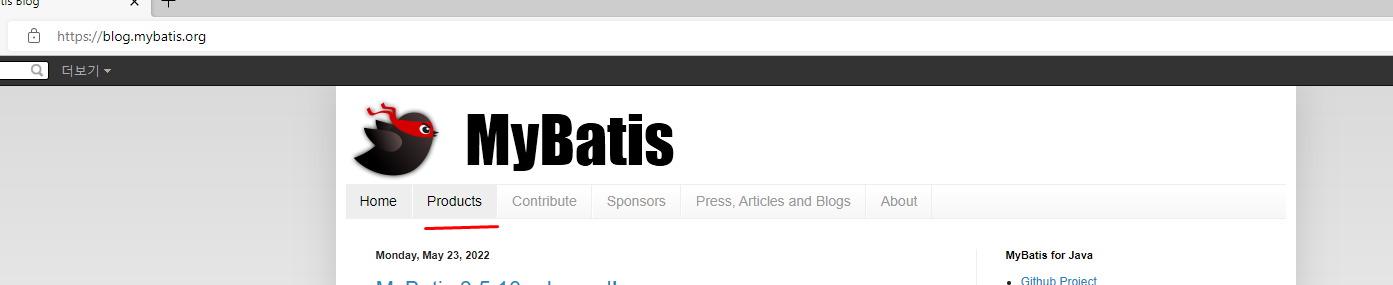 tis Blog
https://blog.mybatis.org
더보기
MyBatis
Home Products Contribute Sponsors Press, Articles and Blogs About
Monday, May 23, 2022
MyBatis for Java
Github Project